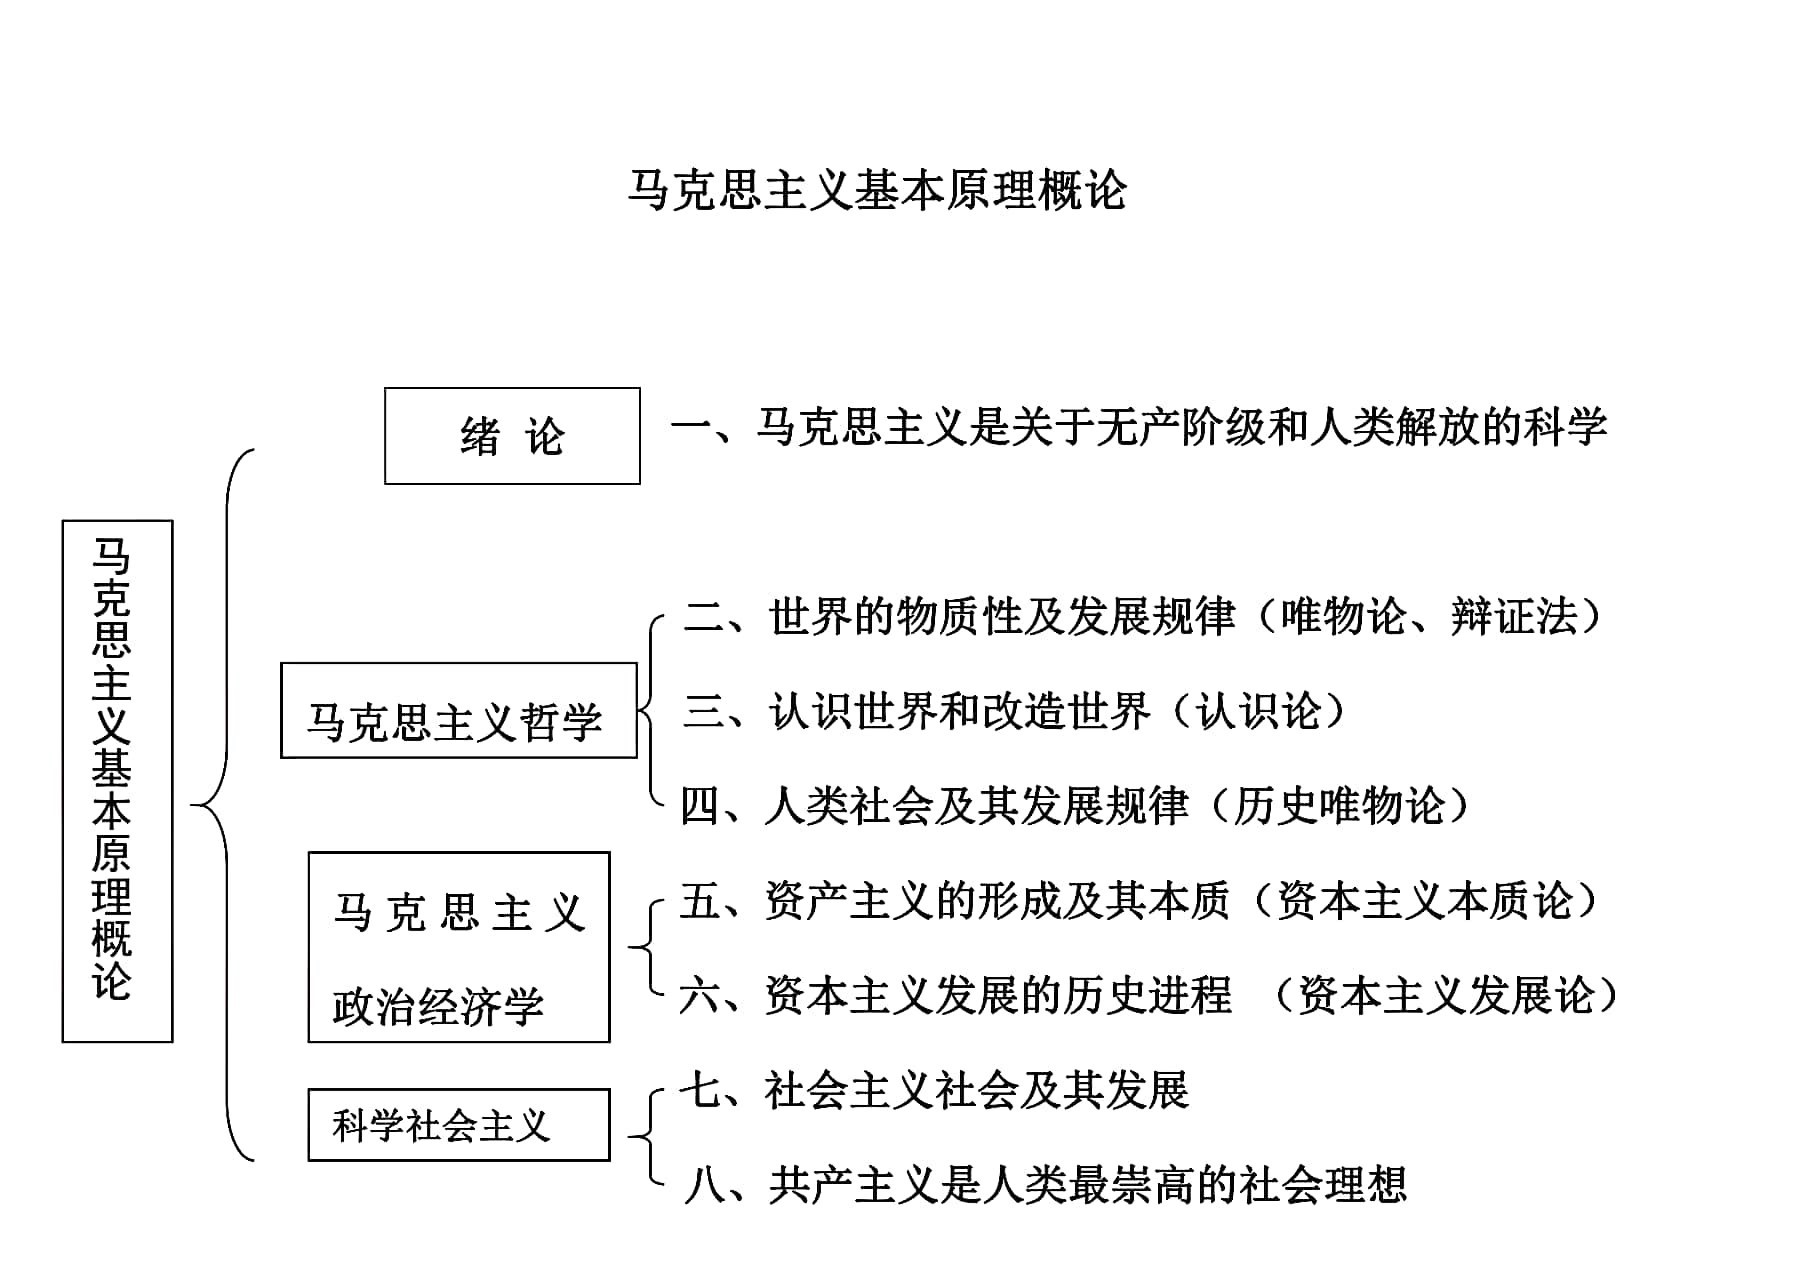 马克思主义基本原理概论
马克思主义基本原理概论
绪 论
一、马克思主义是关于无产阶级和人类解放的科学
马克思主义哲学
二、世界的物质性及发展规律（唯物论、辩证法）
三、认识世界和改造世界（认识论）
四、人类社会及其发展规律（历史唯物论）
马克思主义
政治经济学
五、资产主义的形成及其本质（资本主义本质论）
六、资本主义发展的历史进程 （资本主义发展论）
科学社会主义
七、社会主义社会及其发展
八、共产主义是人类最崇高的社会理想